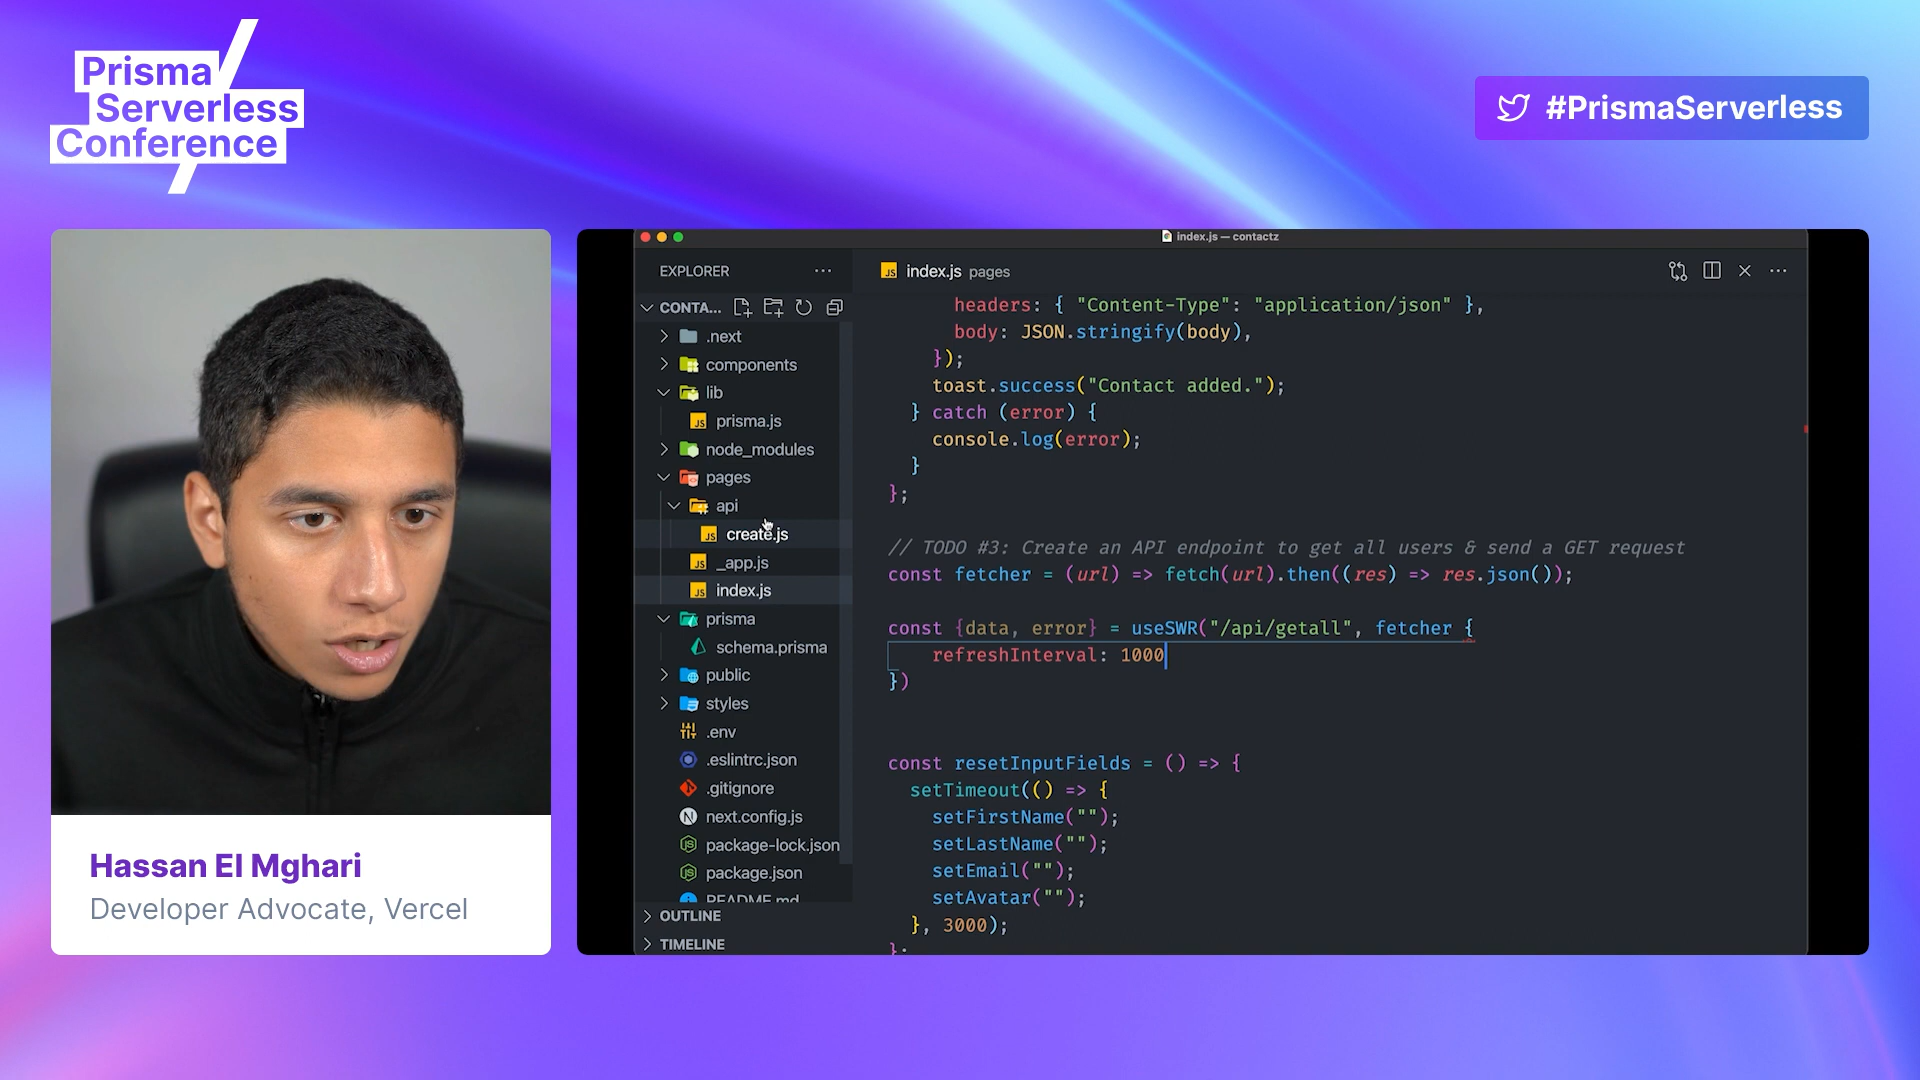 Prisma
Serverless
Conference
#PrismaServerless
Hassan El Mghari
Developer Advocate, Vercel
index.js — contactz
EXPLORER
CONTA...
.next
components
lib
prisma.js
node_modules
pages
api
create.js
_app.js
index.js
prisma
schema.prisma
public
styles
.env
.eslintrc.json
.gitignore
next.config.js
package-lock.json
package.json
README.md
OUTLINE
TIMELINE
index.js pages
headers: { "Content-Type": "application/json" },
body: JSON.stringify(body),
});
toast.success("Contact added.");
} catch (error) {
console.log(error);
}
};
// TODO #3: Create an API endpoint to get all users & send a GET request
const fetcher = (url) => fetch(url).then((res) => res.json());
const {data, error} = useSWR("/api/getall", fetcher {
refreshInterval: 1000
})
const resetInputFields = () => {
setTimeout(() => {
setFirstName("");
setLastName("");
setEmail("");
setAvatar("");
}, 3000);
};